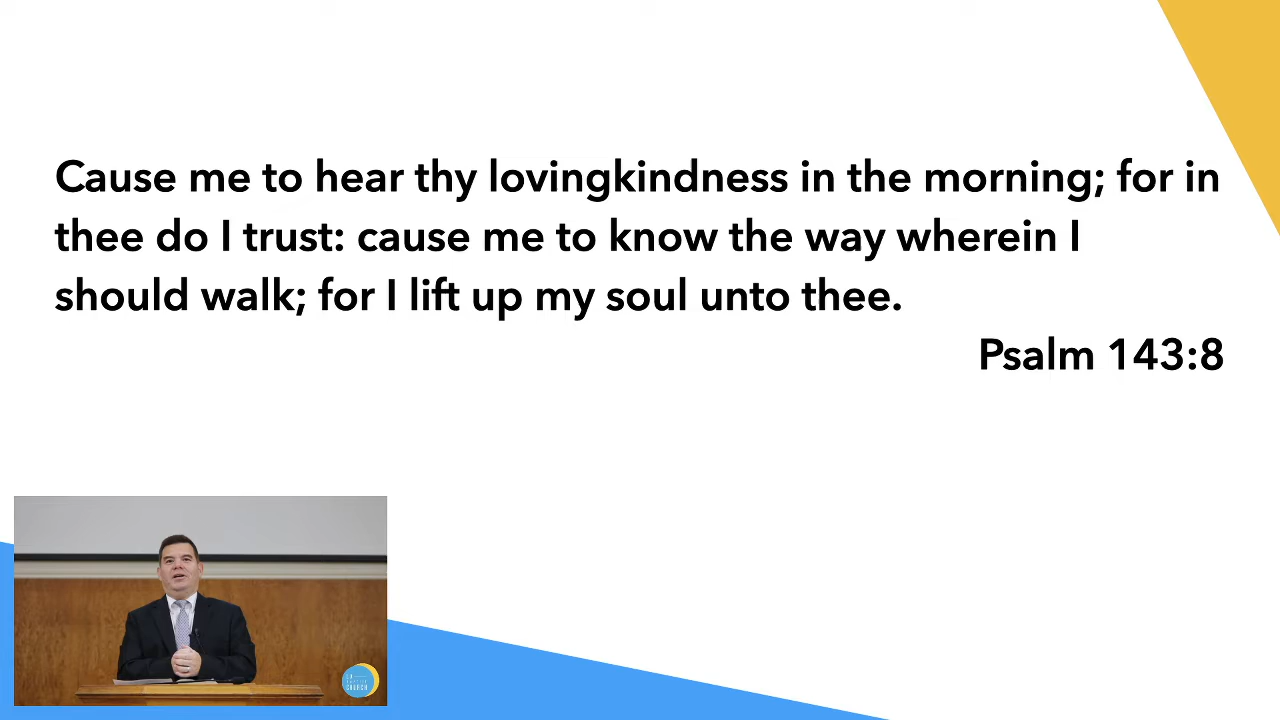 Cause me to hear thy lovingkindness in the morning; for in
thee do I trust: cause me to know the way wherein I
should walk; for I lift up my soul unto thee.
Psalm 143:8
CHURCH